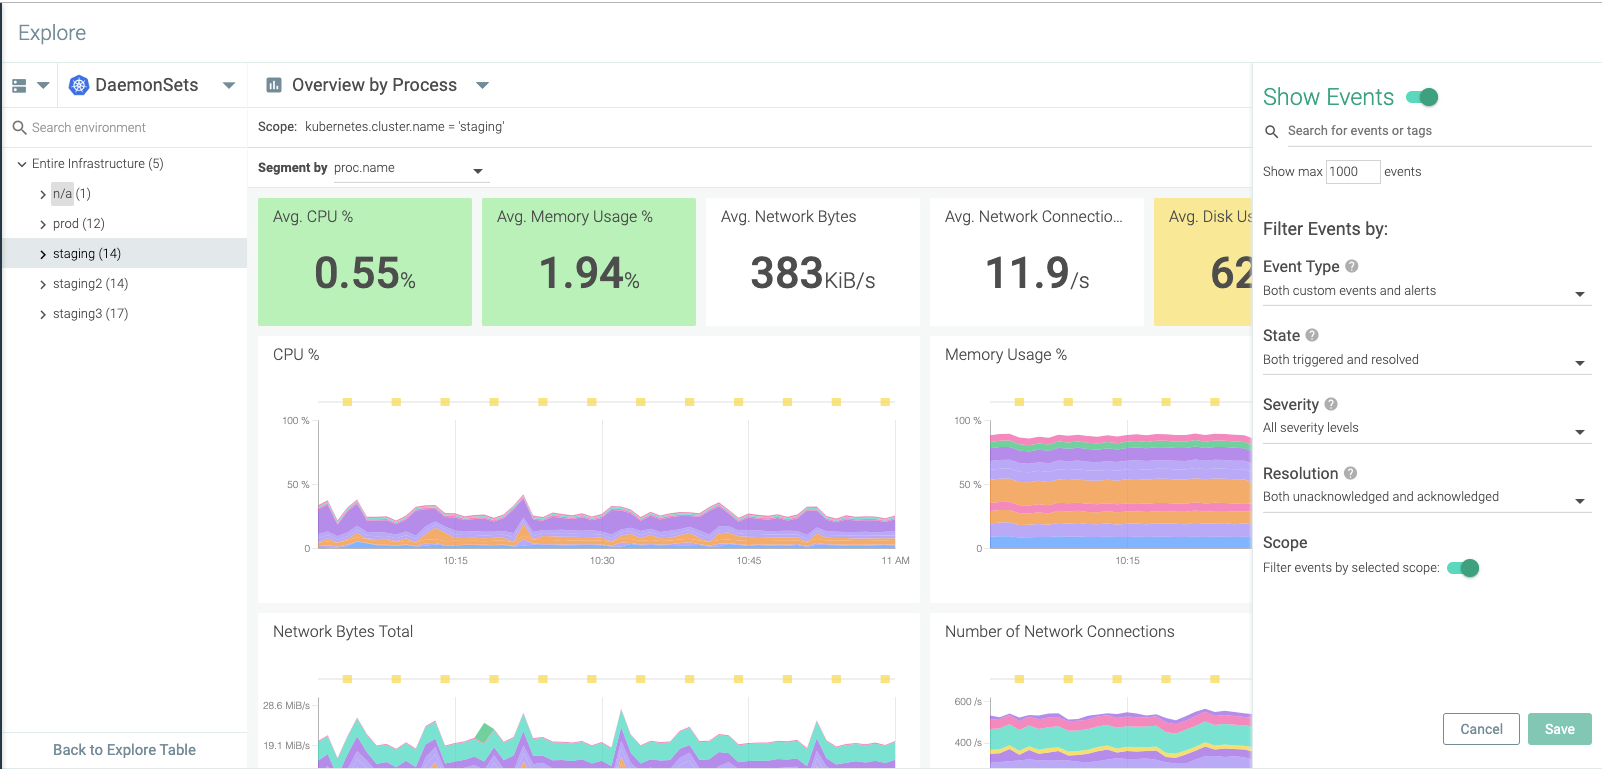 Explore
DaemonSets
Overview by Process
Search environment
Entire Infrastructure (5)
n/a (1)
prod (12)
staging (14)
staging2 (14)
staging3 (17)
Back to Explore Table
Scope: kubernetes.cluster.name = 'staging'
Segment by proc.name
Avg. CPU %
0.55%
Avg. Memory Usage %
1.94%
Avg. Network Bytes
383KiB/s
Avg. Network Connectio...
11.9/s
Avg. Disk Us
62
CPU %
100 %
50 %
0
10:15 10:30 10:45 11 AM
Memory Usage %
100 %
50 %
0
10:15
Network Bytes Total
28.6 MiB/s
19.1 MiB/s
Number of Network Connections
600 /s
400 /s
Show Events
Search for events or tags
Show max 1000 events
Filter Events by:
Event Type ?
Both custom events and alerts
State ?
Both triggered and resolved
Severity ?
All severity levels
Resolution ?
Both unacknowledged and acknowledged
Scope
Filter events by selected scope:
Cancel Save